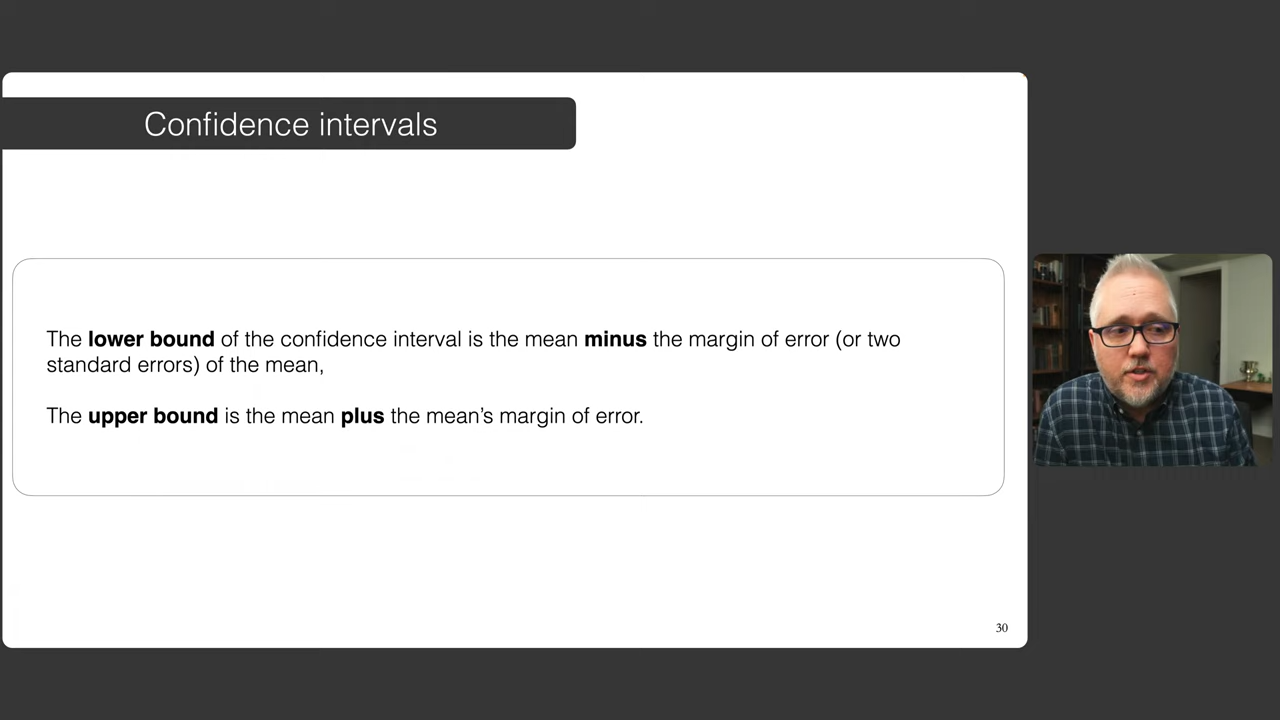 Confidence intervals
The lower bound of the confidence interval is the mean minus the margin of error (or two
standard errors) of the mean,
The upper bound is the mean plus the mean’s margin of error.
30